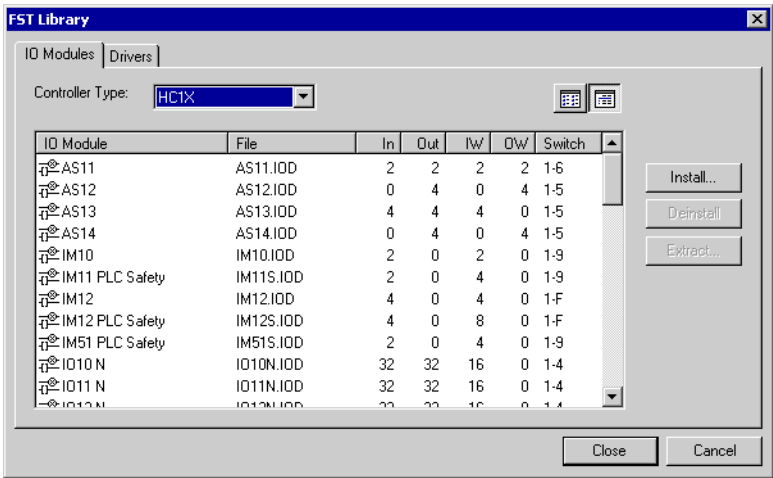 FST Library
IO Modules Drivers
Controller Type: HC1X
IO Module File In Out IW OW Switch
AS11 AS11.IOD 2 2 2 2 1-6
AS12 AS12.IOD 0 4 0 4 1-5
AS13 AS13.IOD 4 4 4 0 1-5
AS14 AS14.IOD 0 4 0 4 1-5
IM10 IM10.IOD 2 0 2 0 1-9
IM11 PLC Safety IM11S.IOD 2 0 4 0 1-9
IM12 IM12.IOD 4 0 4 0 1-F
IM12 PLC Safety IM12S.IOD 4 0 8 0 1-F
IM51 PLC Safety IM51S.IOD 2 0 4 0 1-9
IO10 N IO10N.IOD 32 32 16 0 1-4
IO11 N IO11N.IOD 32 32 16 0 1-4
Install...
Deinstall
Extract...
Close Cancel